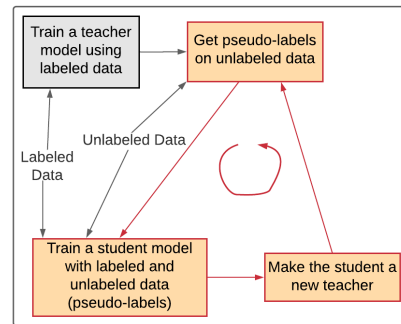 Train a teacher
model using
labeled data
Get pseudo-labels
on unlabeled data
Unlabeled Data
Labeled
Data
Train a student model
with labeled and
unlabeled data
(pseudo-labels)
Make the student a
new teacher